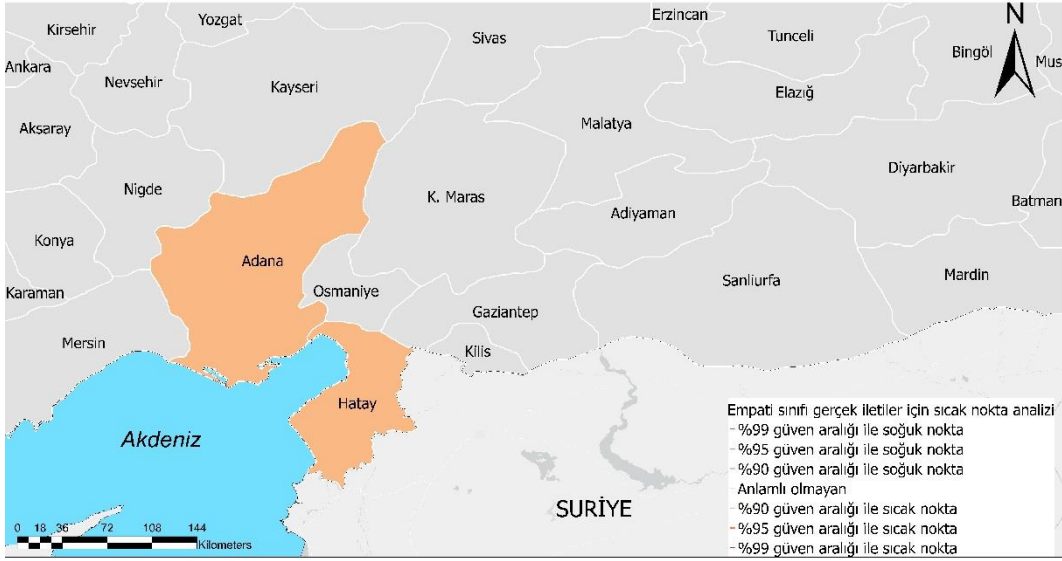 Erzincan
N
Yozgat
Kirsehir
Sivas
Tunceli
Bingöl
Mus
Ankara
Nevsehir
Kayseri
Elazığ
Aksaray
Malatya
Diyarbakir
Nigde
K. Maras
Adiyaman
Batman
Konya
Adana
Sanliurfa
Mardin
Karaman
Osmaniye
Gaziantep
Mersin
Kilis
Hatay
Akdeniz
SURİYE
Empati sınıfı gerçek iletiler için sıcak nokta analizi
%99 güven aralığı ile soğuk nokta
%95 güven aralığı ile soğuk nokta
%90 güven aralığı ile soğuk nokta
Anlamlı olmayan
%90 güven aralığı ile sıcak nokta
%95 güven aralığı ile sıcak nokta
%99 güven aralığı ile sıcak nokta
0 18 36 72 108 144
Kilometers